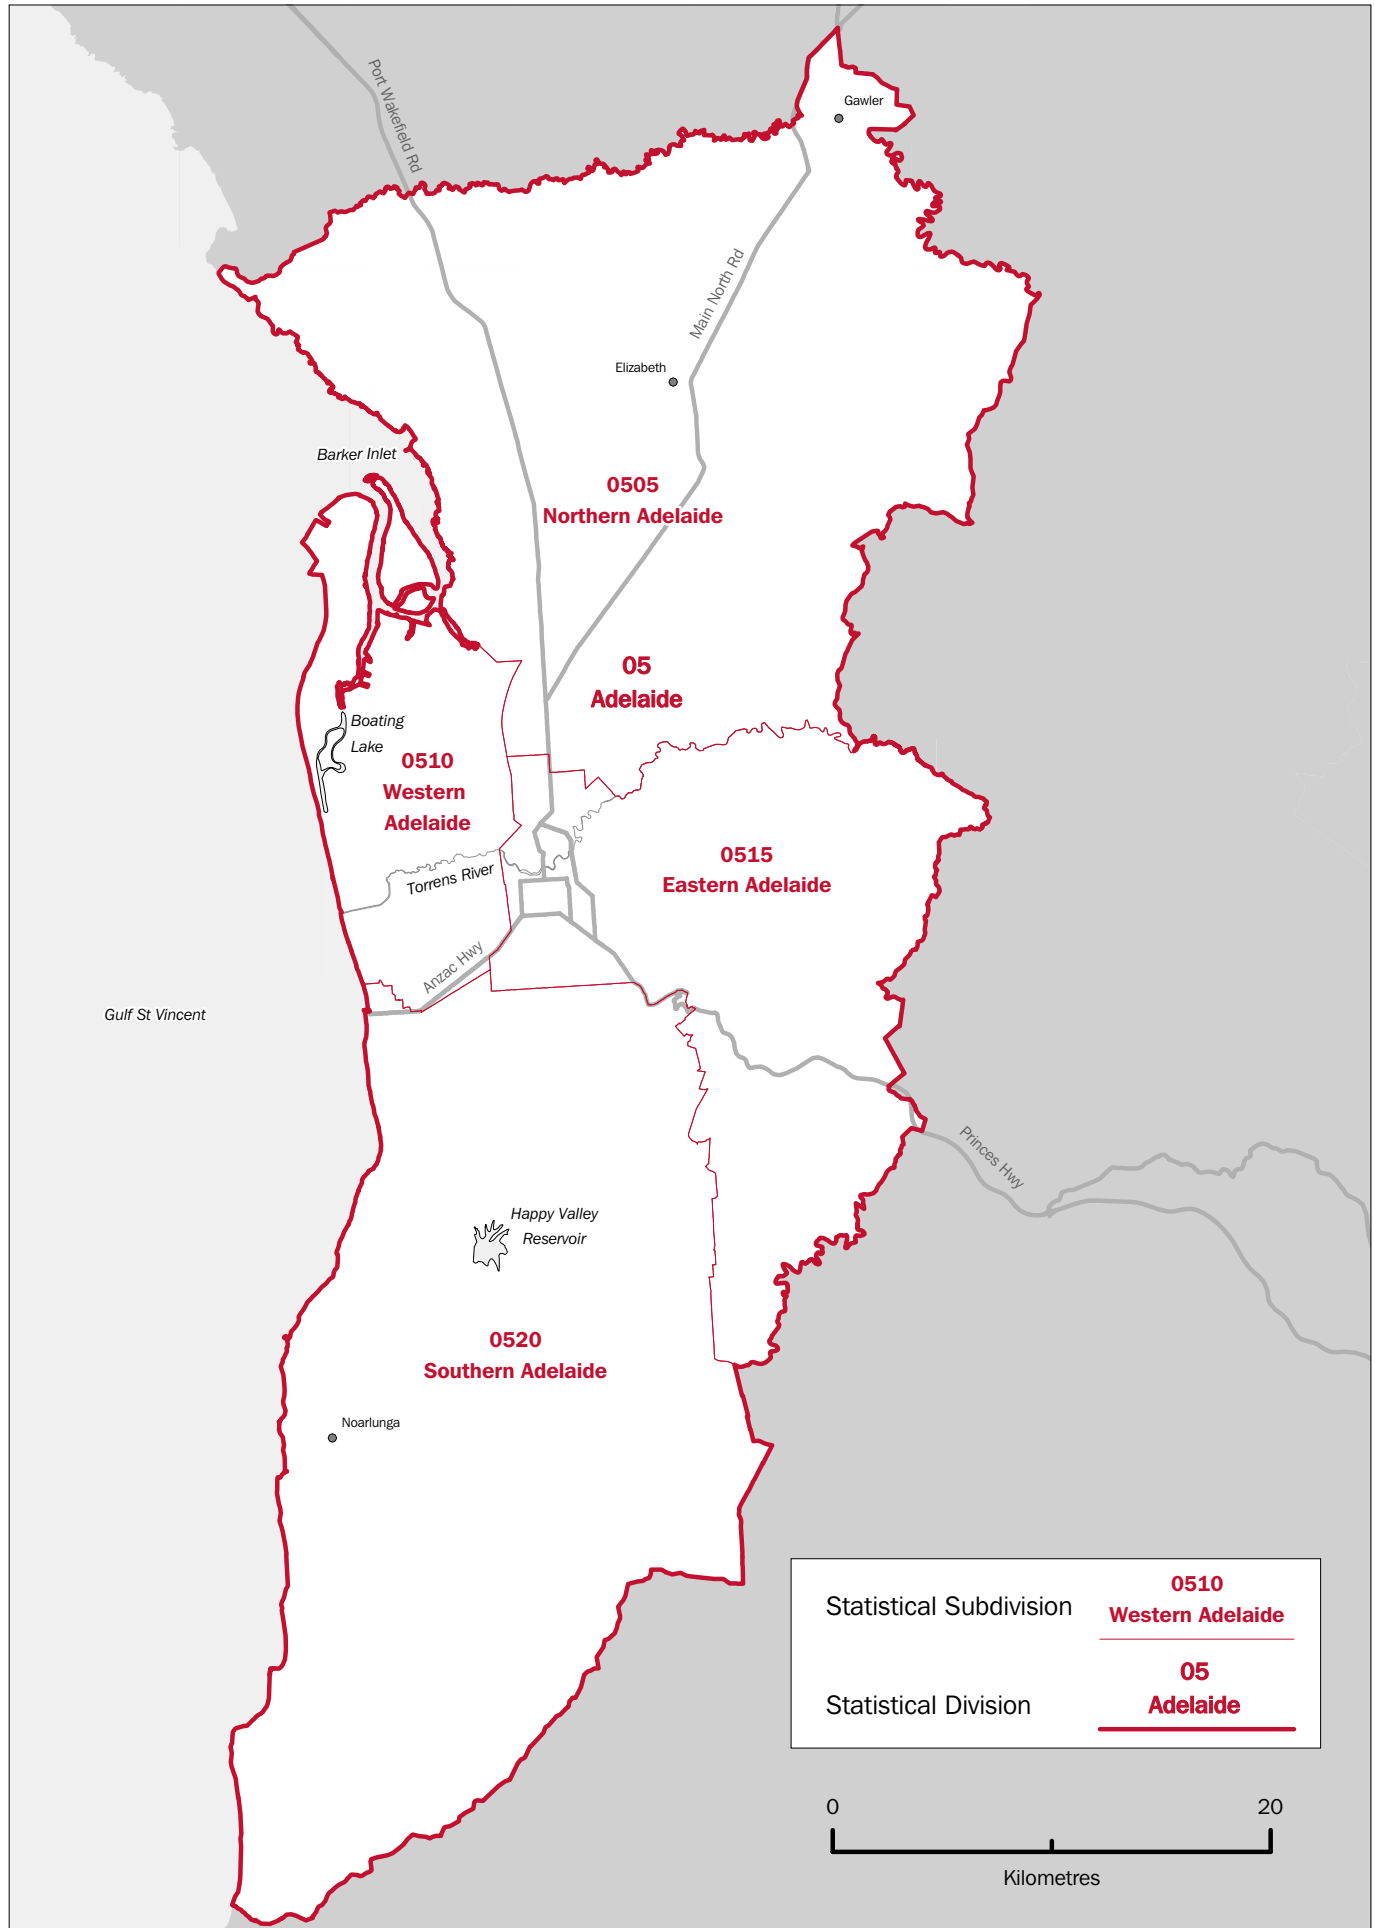 Port Wakefield Rd
Gawler
Main North Rd
Elizabeth
Barker Inlet
0505
Northern Adelaide
05
Adelaide
Boating
Lake
0510
Western
Adelaide
0515
Eastern Adelaide
Torrens River
Anzac Hwy
Gulf St Vincent
Princes Hwy
Happy Valley
Reservoir
0520
Southern Adelaide
Noarlunga
Statistical Subdivision
0510
Western Adelaide
Statistical Division
05
Adelaide
0
20
Kilometres